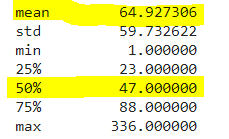 mean 64.927306
std 59.732622
min 1.000000
25% 23.000000
50% 47.000000
75% 88.000000
max 336.000000